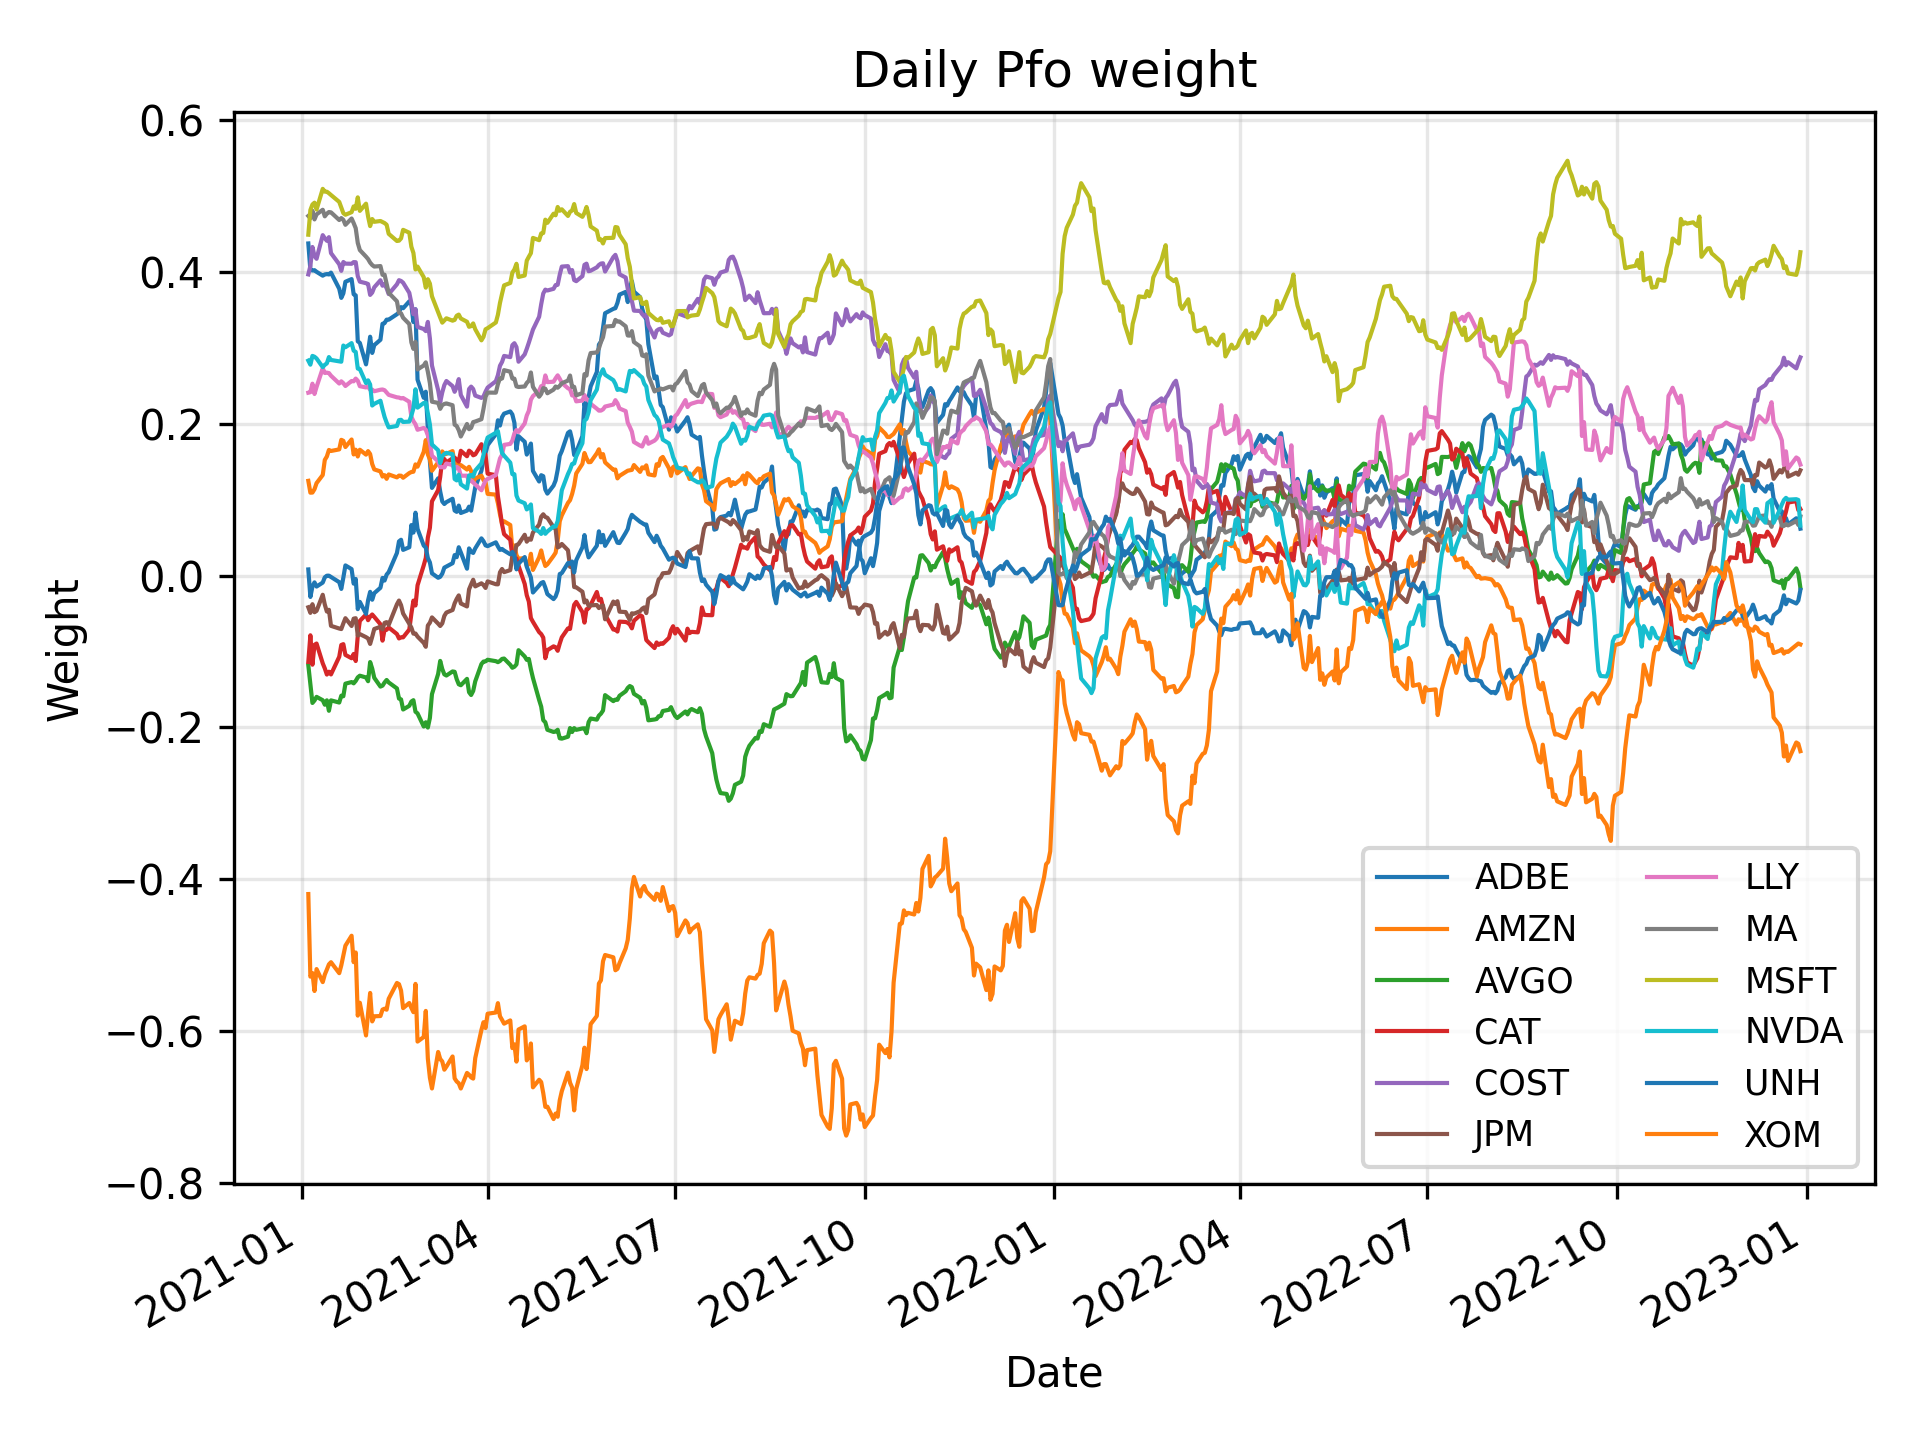 Daily Pfo weight
0.6
0.4
0.2
0.0
−0.2
−0.4
−0.6
−0.8
Weight
ADBE
AMZN
AVGO
CAT
COST
JPM
LLY
MA
MSFT
NVDA
UNH
XOM
2021-01
2021-04
2021-07
2021-10
2022-01
2022-04
2022-07
2022-10
2023-01
Date